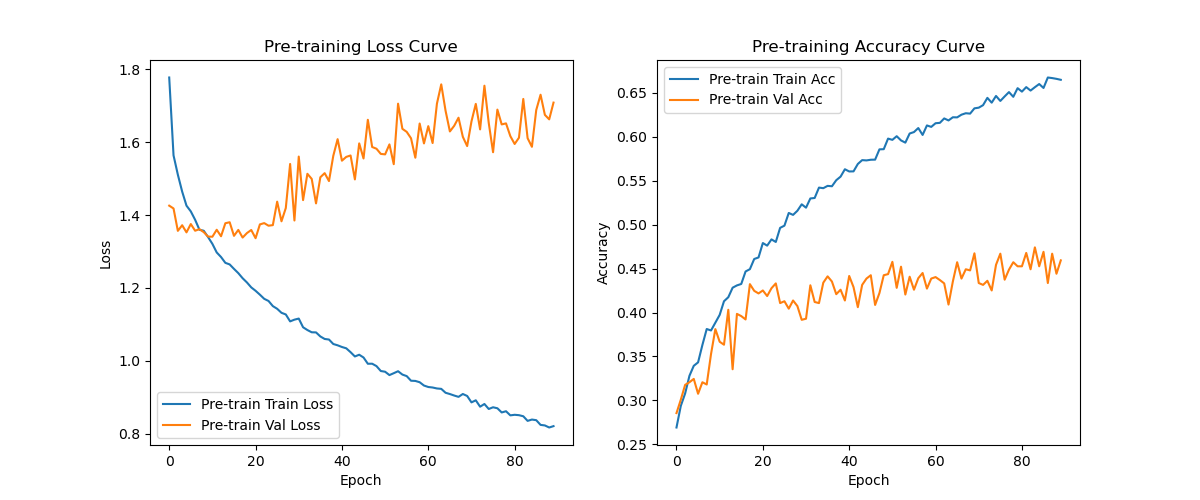 Pre-training Loss Curve
1.8
1.6
1.4
1.2
1.0
0.8
Loss
Pre-train Train Loss
Pre-train Val Loss
0
20
40
60
80
Epoch
Pre-training Accuracy Curve
Pre-train Train Acc
Pre-train Val Acc
0.65
0.60
0.55
0.50
0.45
0.40
0.35
0.30
0.25
Accuracy
0
20
40
60
80
Epoch